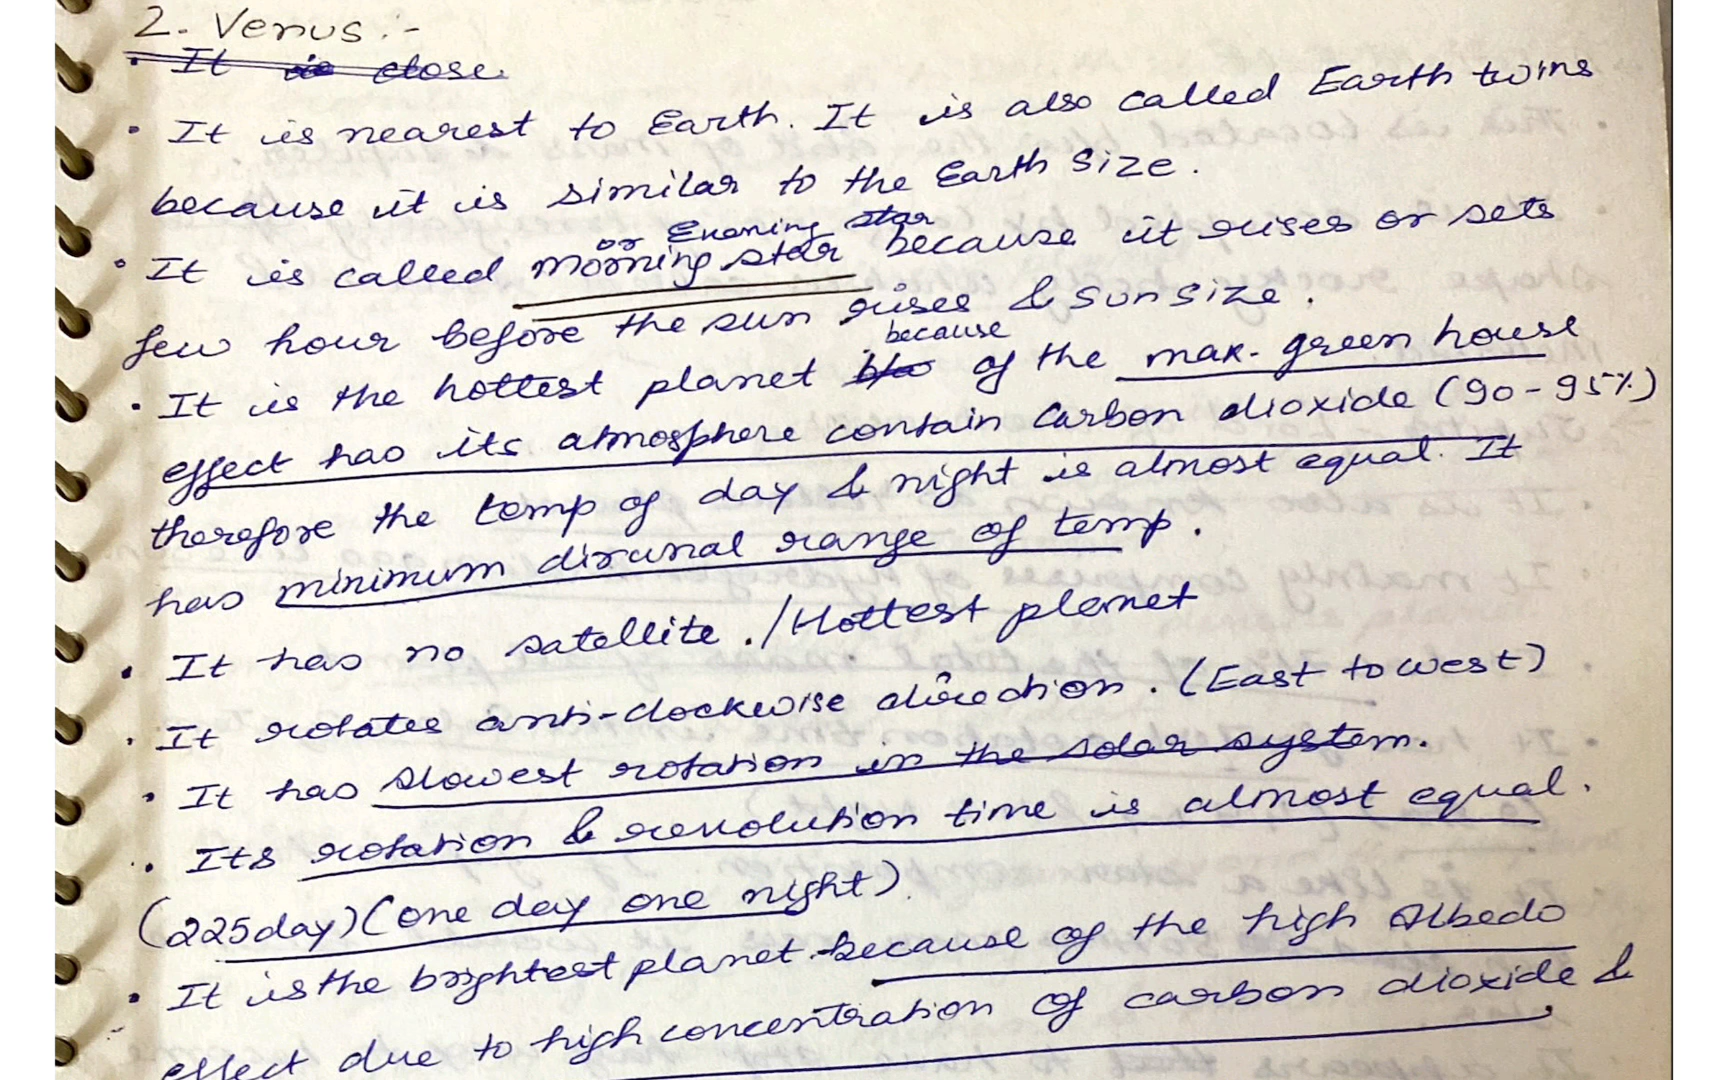 2. Venus :-
· It is close.
· It is nearest to Earth. It is also called Earth twins
because it is similar to the Earth size.
or Evening star
· It is called morning star because it rises or sets
few hour before the sun rises & sun size.
because
· It is the hottest planet of the max. green house
effect has its atmosphere contain Carbon dioxide (90-95%)
therefore the temp of day & night is almost equal. It
has minimum dirunal range of temp.
· It has no satellite. / Hottest planet
· It rotates anti-clockwise direction. (East to west)
· It has slowest rotation in the solar system.
· Its rotation & revolution time is almost equal.
(225day) (one day one night).
· It is the brightest planet. because of the high Albedo
effect due to high concentration of carbon dioxide &